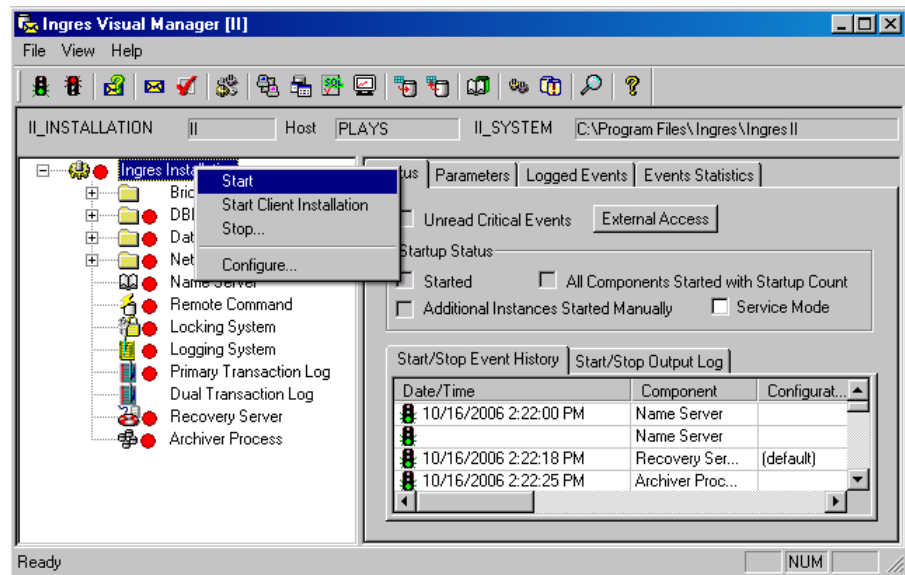 Ingres Visual Manager [II]
File View Help
II_INSTALLATION II Host PLAYS II_SYSTEM C:\Program Files\Ingres\IngresII
Ingres Insta
Start
Start Client Installation
Stop...
Configure...
Name Server
Remote Command
Locking System
Logging System
Primary Transaction Log
Dual Transaction Log
Recovery Server
Archiver Process
Parameters Logged Events Events Statistics
Unread Critical Events External Access
Startup Status
Started All Components Started with Startup Count
Additional Instances Started Manually Service Mode
Start/Stop Event History Start/Stop Output Log
Date/Time Component Configurat...
10/16/2006 2:22:00 PM Name Server
Name Server
10/16/2006 2:22:18 PM Recovery Ser... (default)
10/16/2006 2:22:25 PM Archiver Proc...
Ready NUM